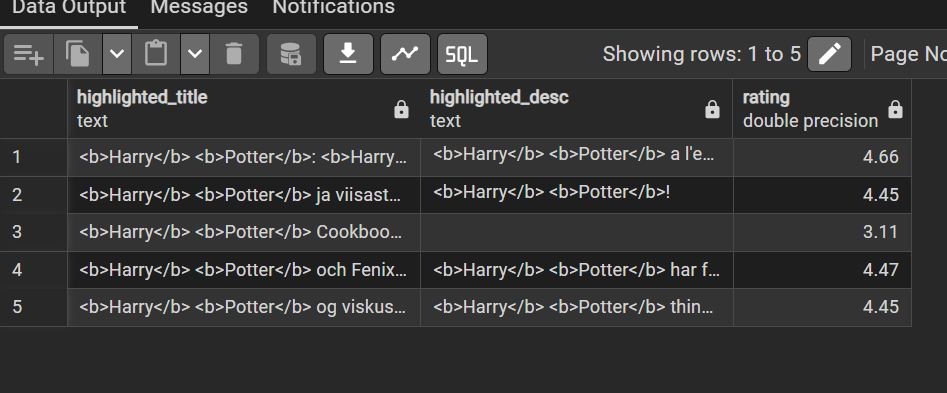 Data Output Messages Notifications
SQL Showing rows: 1 to 5 Page No
highlighted_title highlighted_desc rating
text text double precision
1 <b>Harry</b> <b>Potter</b>: <b>Harry... <b>Harry</b> <b>Potter</b> a l'e... 4.66
2 <b>Harry</b> <b>Potter</b> ja viisast... <b>Harry</b> <b>Potter</b>! 4.45
3 <b>Harry</b> <b>Potter</b> Cookboo... 3.11
4 <b>Harry</b> <b>Potter</b> och Fenix... <b>Harry</b> <b>Potter</b> har f... 4.47
5 <b>Harry</b> <b>Potter</b> og viskus... <b>Harry</b> <b>Potter</b> thin... 4.45